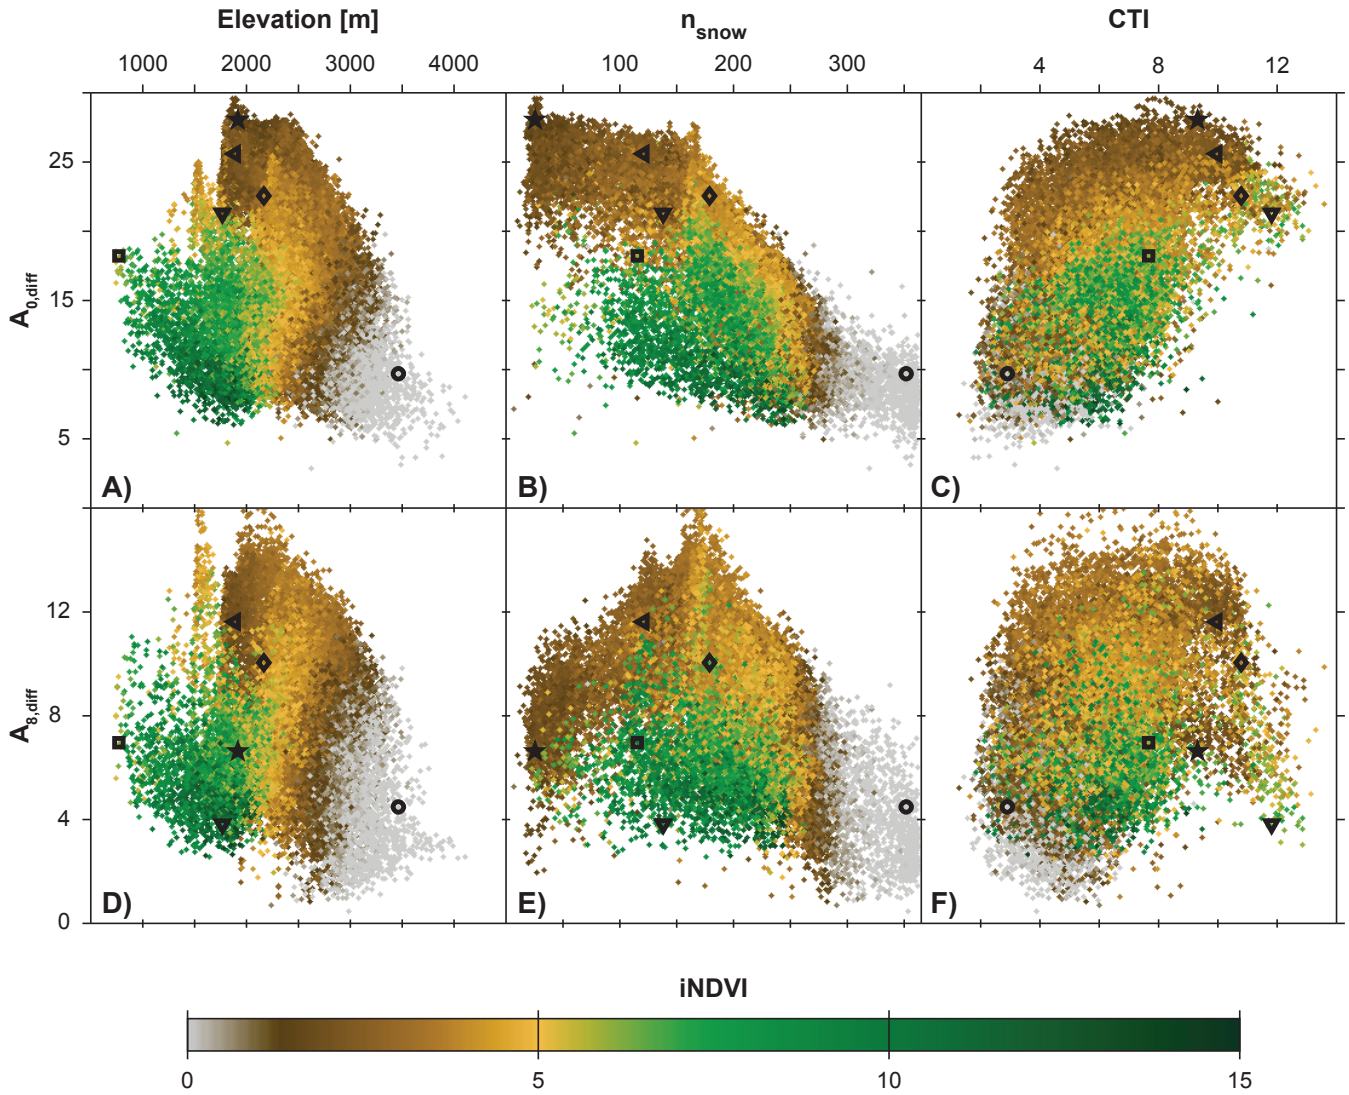 Elevation [m]
n_snow
CTI
1000 2000 3000 4000
100 200 300
4 8 12
A_0,diff
25
15
5
A)
B)
C)
A_8,diff
12
8
4
0
D)
E)
F)
iNDVI
0 5 10 15